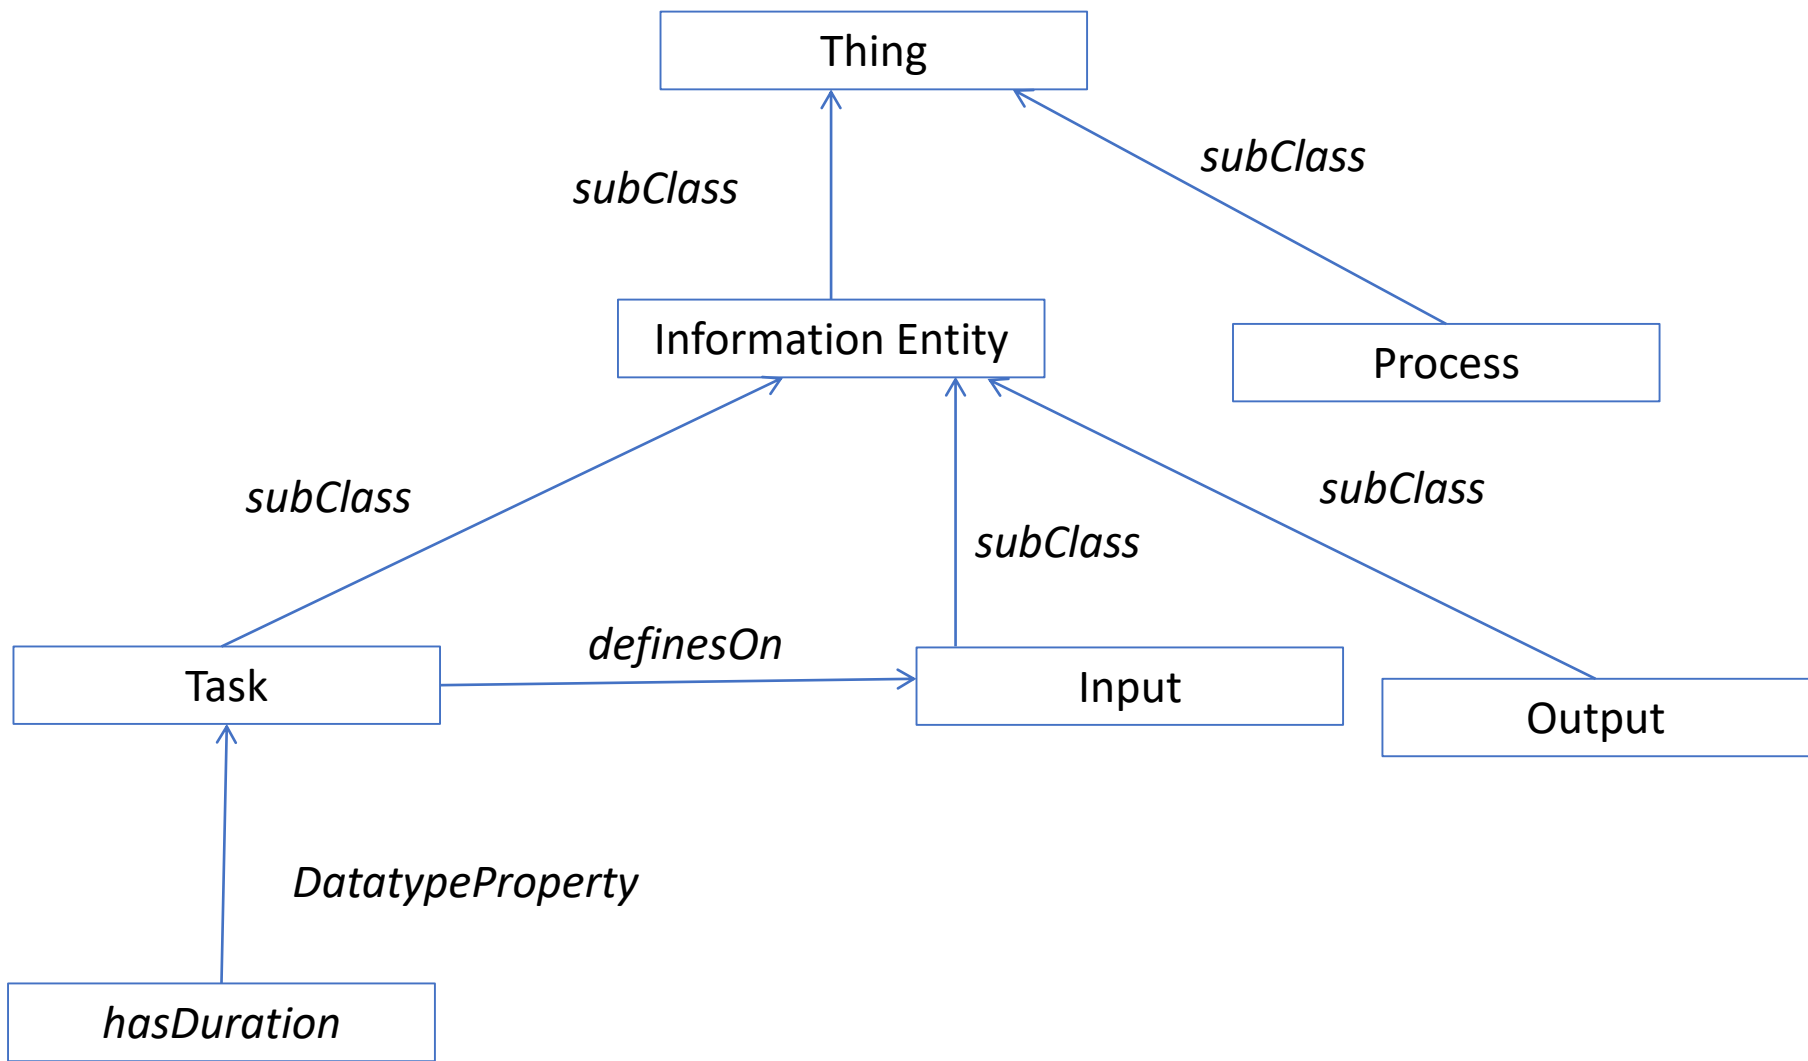 Thing
subClass
subClass
Information Entity
Process
subClass
subClass
subClass
definesOn
Task
Input
Output
DatatypeProperty
hasDuration